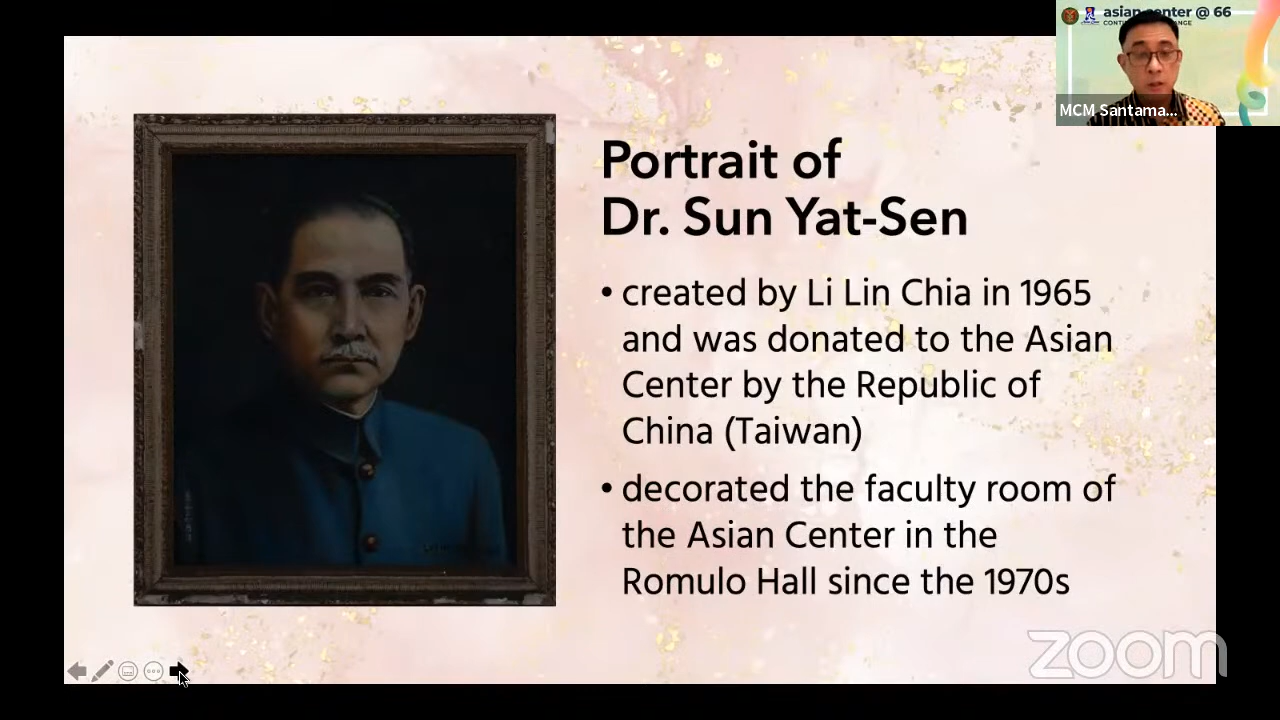 asian center @ 66
MCM Santama...
Portrait of
Dr. Sun Yat-Sen
• created by Li Lin Chia in 1965
and was donated to the Asian
Center by the Republic of
China (Taiwan)
• decorated the faculty room of
the Asian Center in the
Romulo Hall since the 1970s
zoom